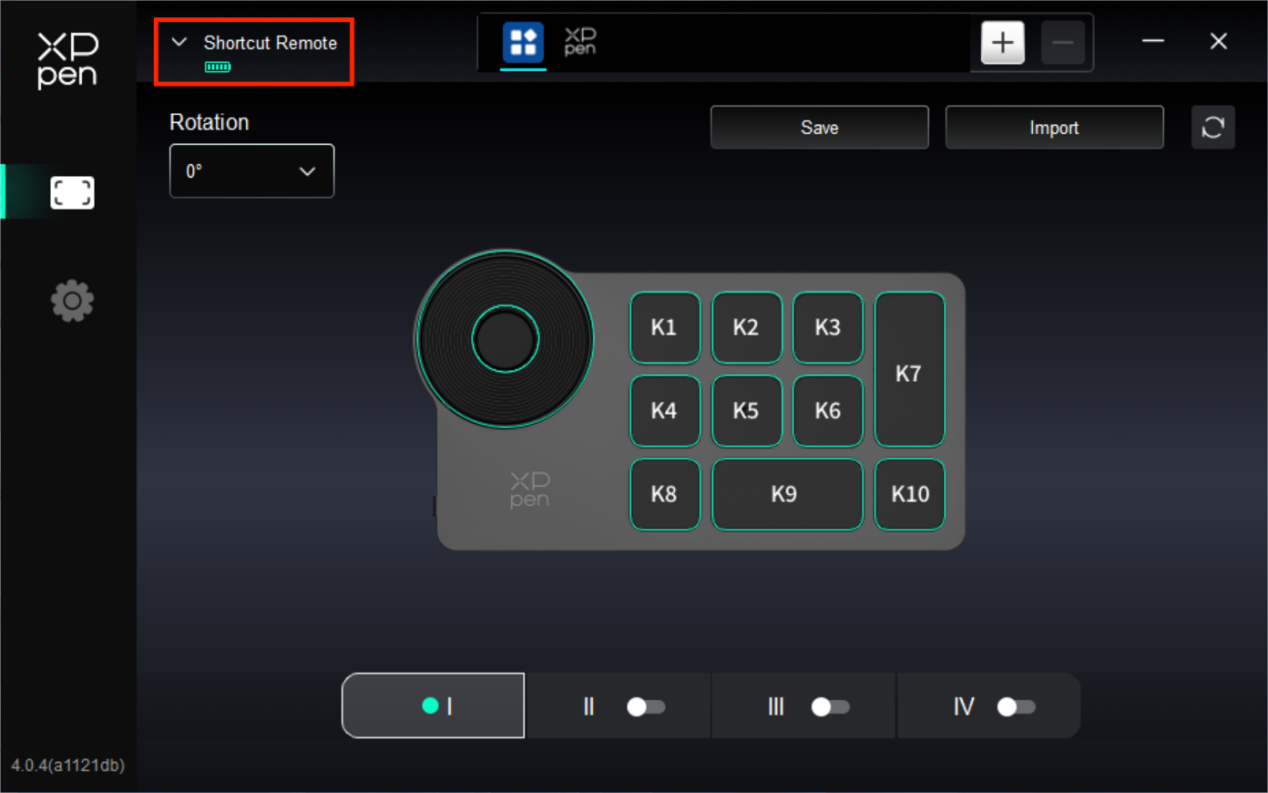 XP
pen
Shortcut Remote
XP
pen
Rotation
0°
Save
Import
K1
K2
K3
K7
K4
K5
K6
XP
pen
K8
K9
K10
I
II
III
IV
4.0.4(a1121db)